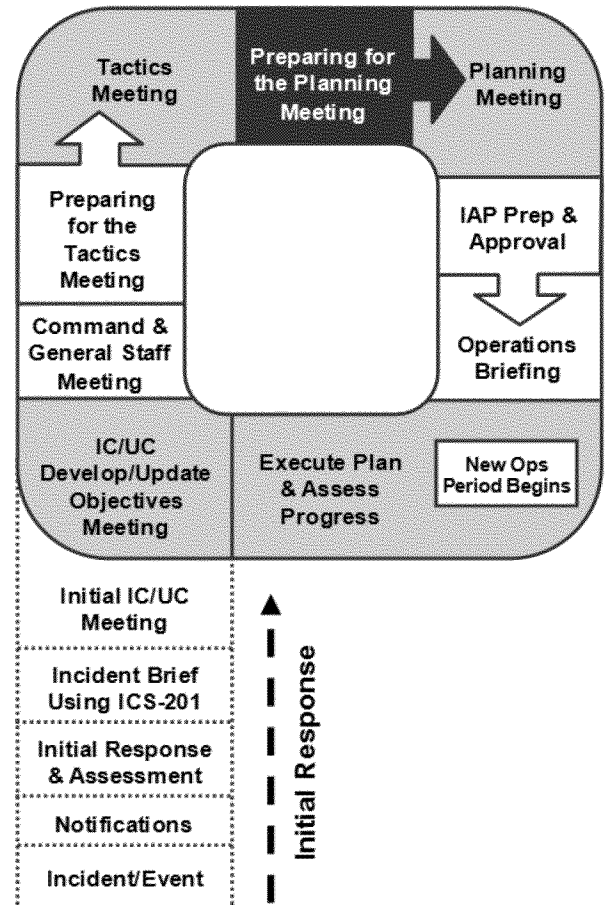 Tactics
Meeting
Preparing for
the Planning
Meeting
Planning
Meeting
Preparing
for the
Tactics
Meeting
IAP Prep &
Approval
Command &
General Staff
Meeting
Operations
Briefing
IC/UC
Develop/Update
Objectives
Meeting
Execute Plan
& Assess
Progress
New Ops
Period Begins
Initial IC/UC
Meeting
Incident Brief
Using ICS-201
Initial Response
& Assessment
Notifications
Incident/Event
Initial Response